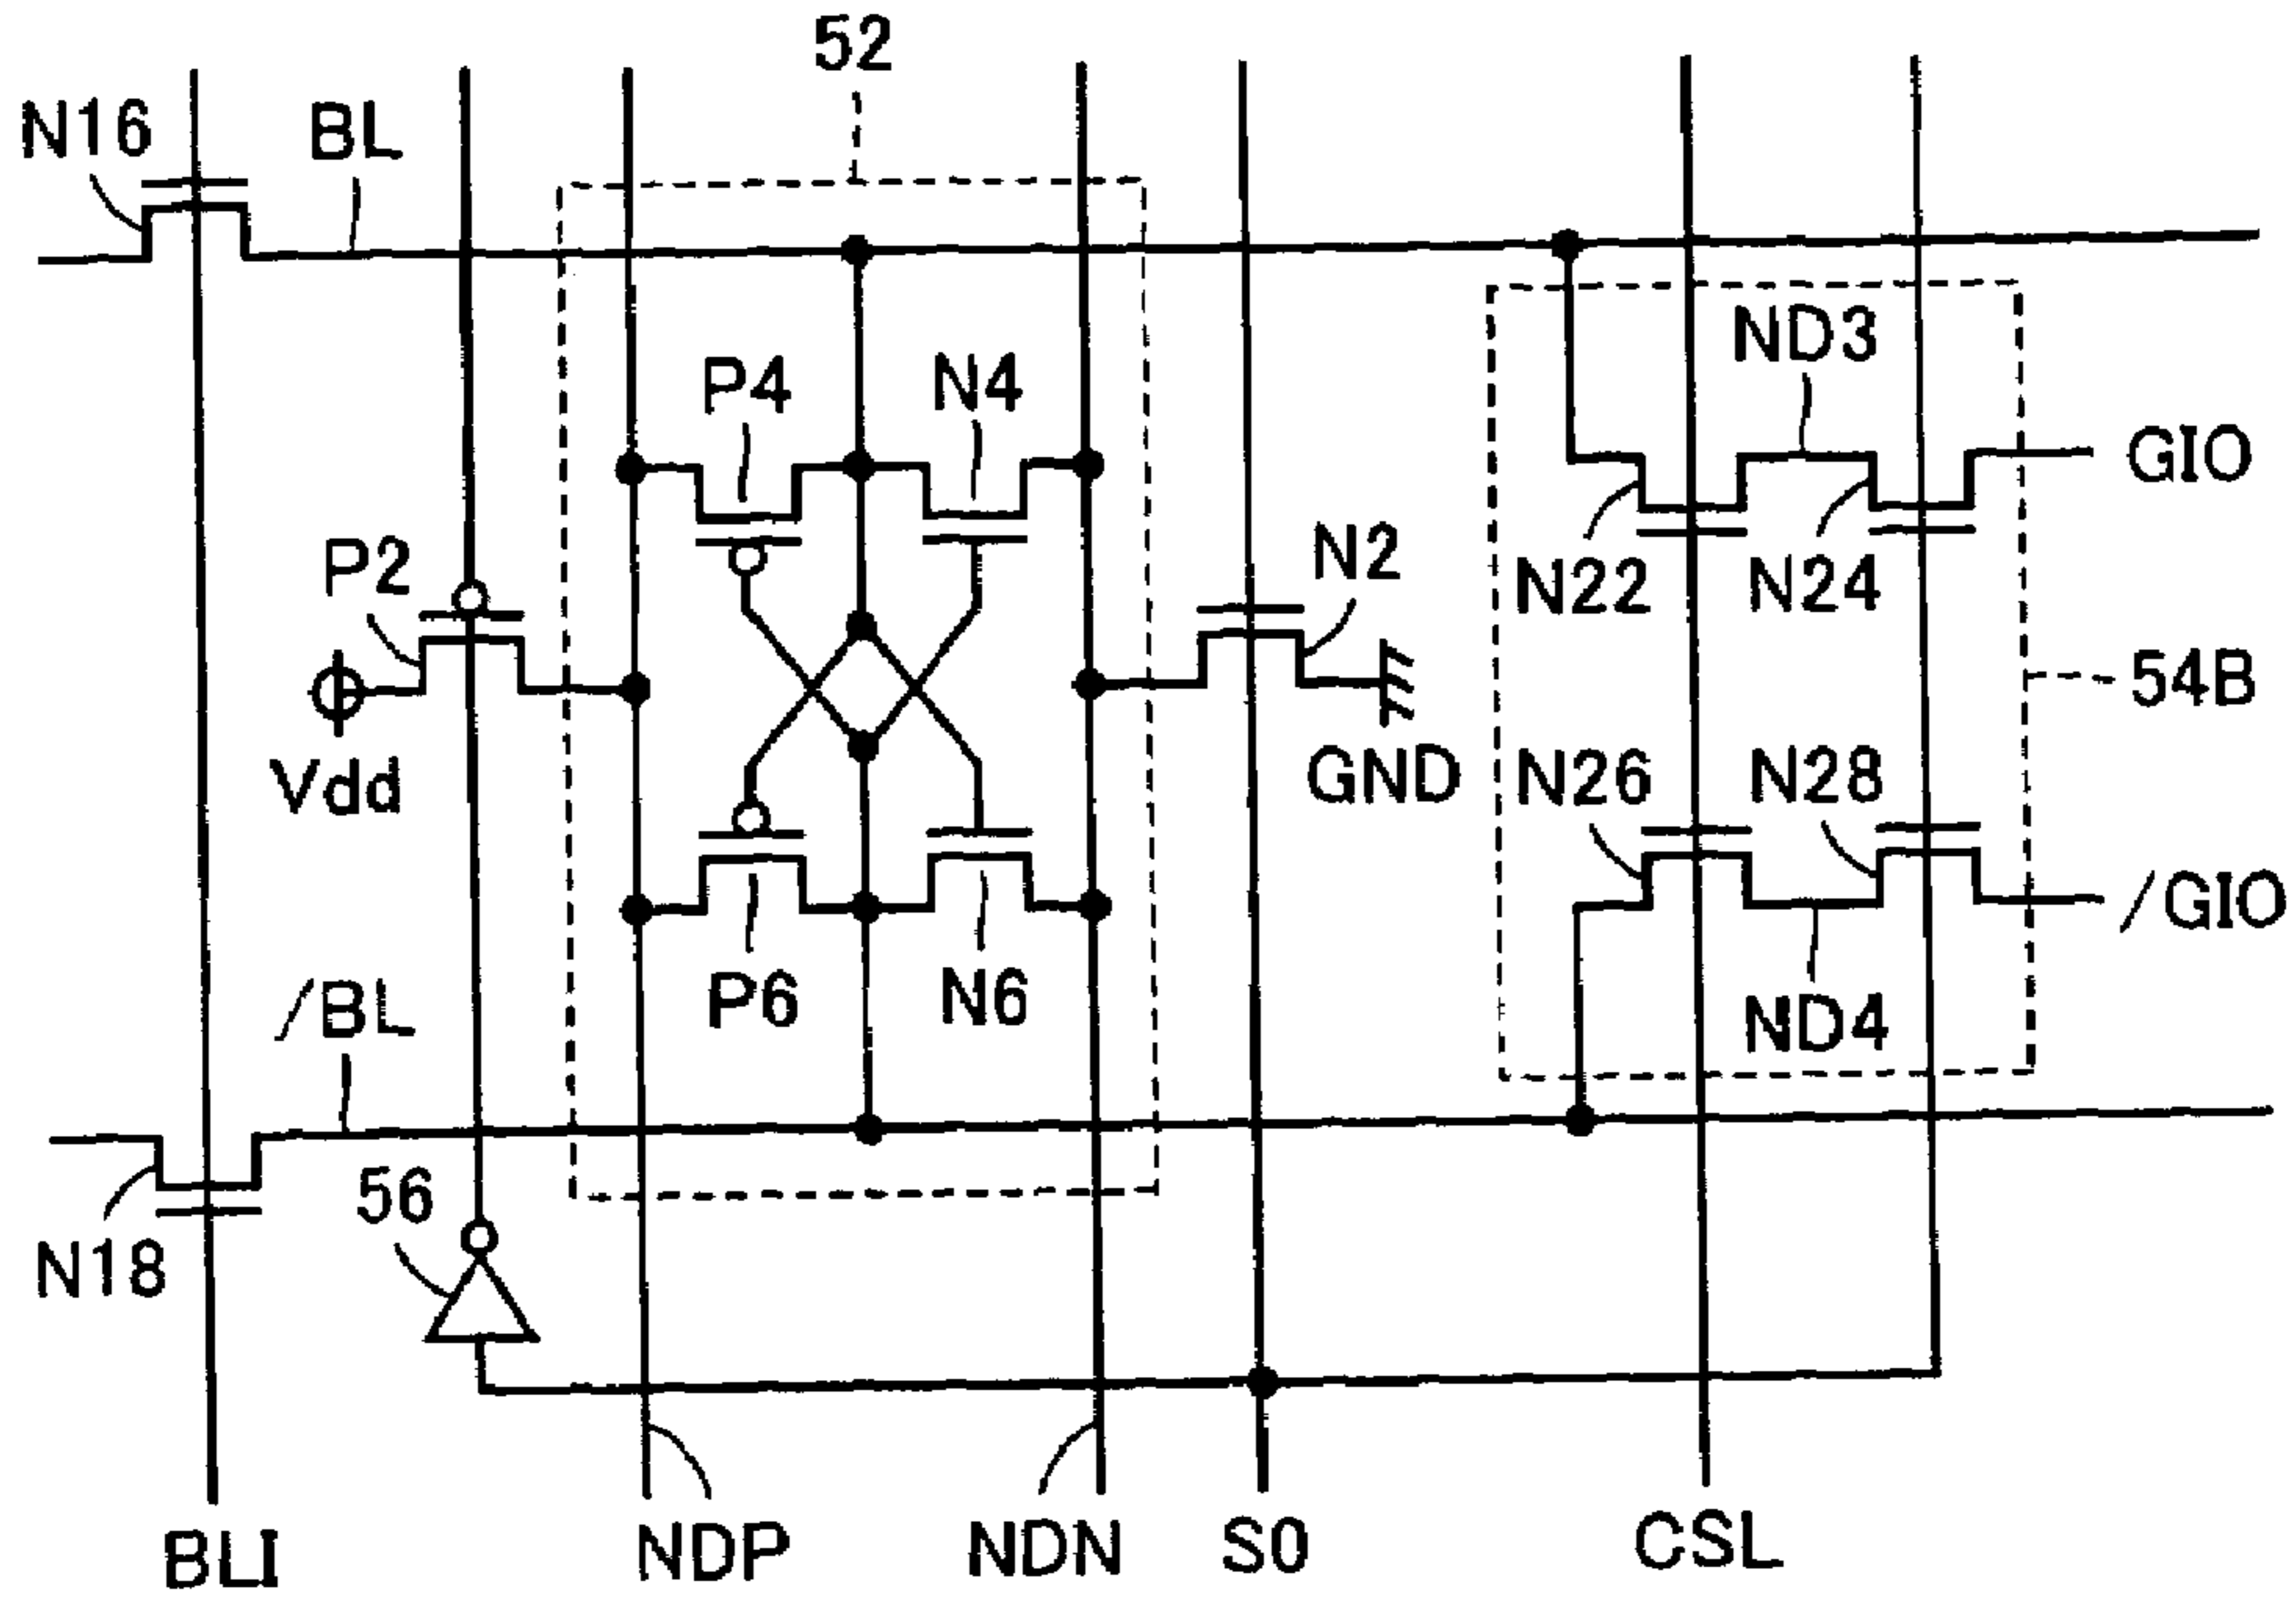 52
N16
BL
ND3
P4
N4
GIO
P2
N2
N22
N24
54B
Vdd
GND
N26
N28
/GIO
P6
N6
/BL
ND4
56
N18
BLI
NDP
NDN
S0
CSL